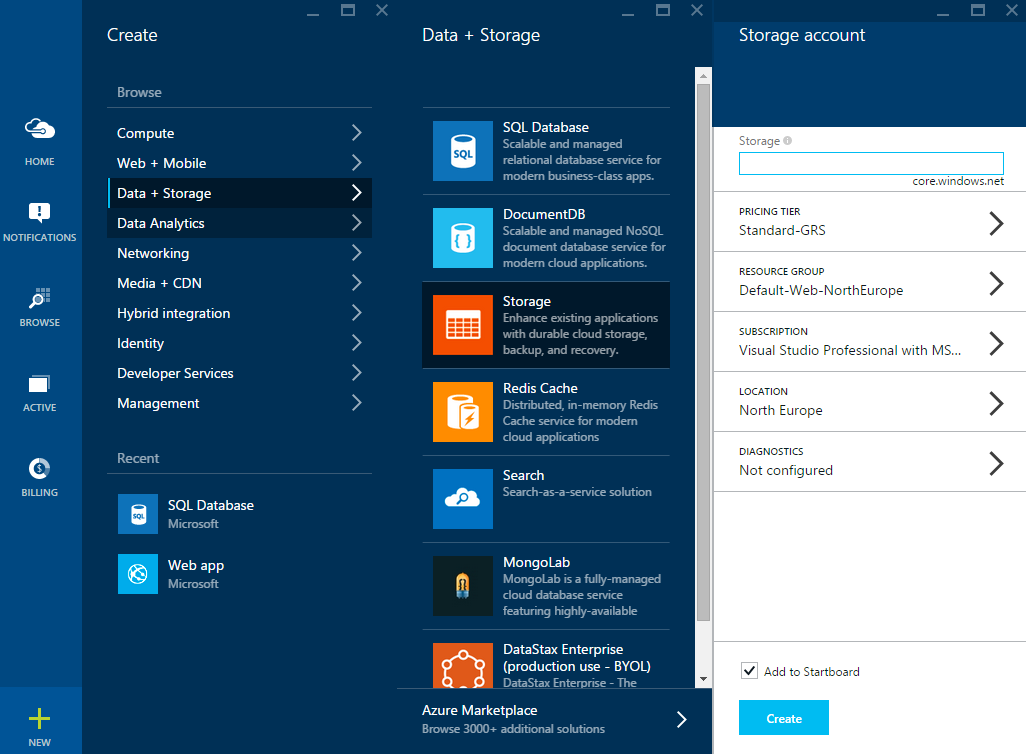 HOME
NOTIFICATIONS
BROWSE
ACTIVE
BILLING
NEW
Create
Browse
Compute
Web + Mobile
Data + Storage
Data Analytics
Networking
Media + CDN
Hybrid integration
Identity
Developer Services
Management
Recent
SQL
SQL Database
Microsoft
Web app
Microsoft
Data + Storage
SQL
SQL Database
Scalable and managed
relational database service for
modern business-class apps.
DocumentDB
Scalable and managed NoSQL
document database service for
modern cloud applications.
Storage
Enhance existing applications
with durable cloud storage,
backup, and recovery.
Redis Cache
Distributed, in-memory Redis
Cache service for modern
cloud applications
Search
Search-as-a-service solution
MongoLab
MongoLab is a fully-managed
cloud database service
featuring highly-available
DataStax Enterprise
(production use - BYOL)
DataStax Enterprise - The
Azure Marketplace
Browse 3000+ additional solutions
Storage account
Storage
core.windows.net
PRICING TIER
Standard-GRS
RESOURCE GROUP
Default-Web-NorthEurope
SUBSCRIPTION
Visual Studio Professional with MS...
LOCATION
North Europe
DIAGNOSTICS
Not configured
Add to Startboard
Create